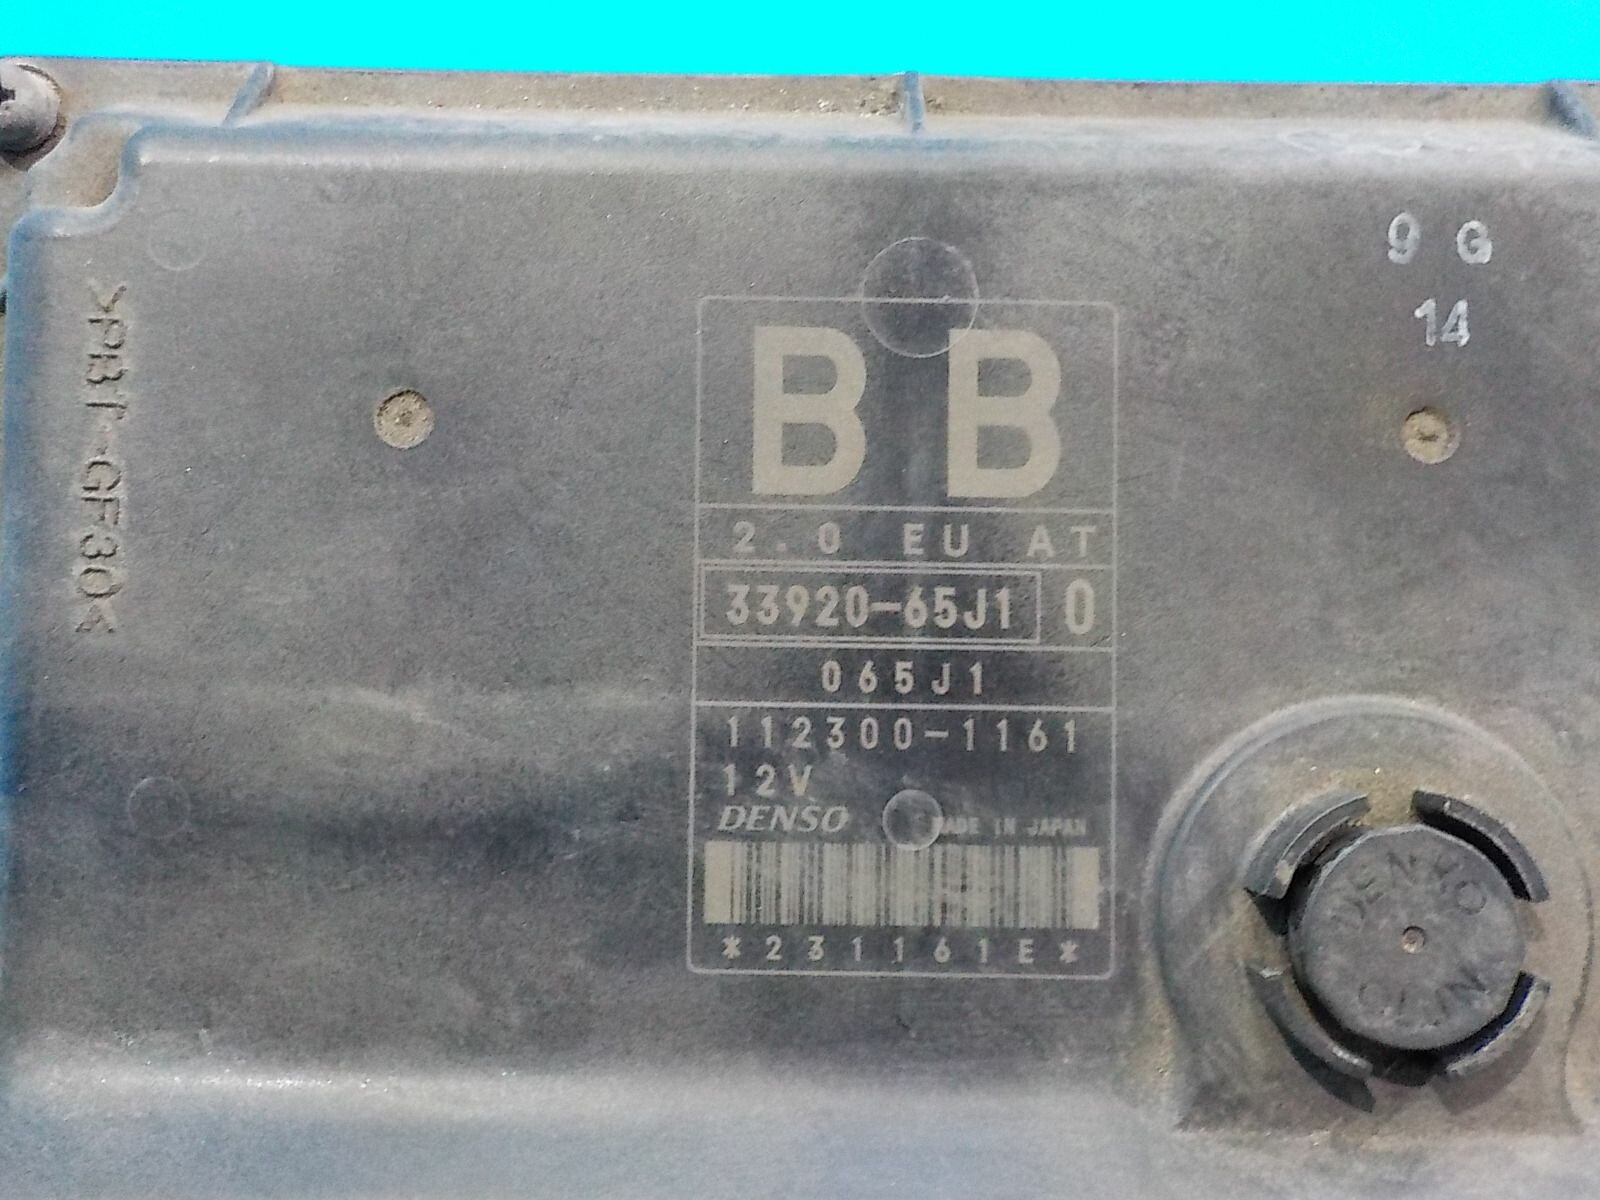 9 G
14
>PBT-GF30<
B B
2.0 EU AT
33920-65J1 0
065J1
112300-1161
12V
DENSO MADE IN JAPAN
*231161E*